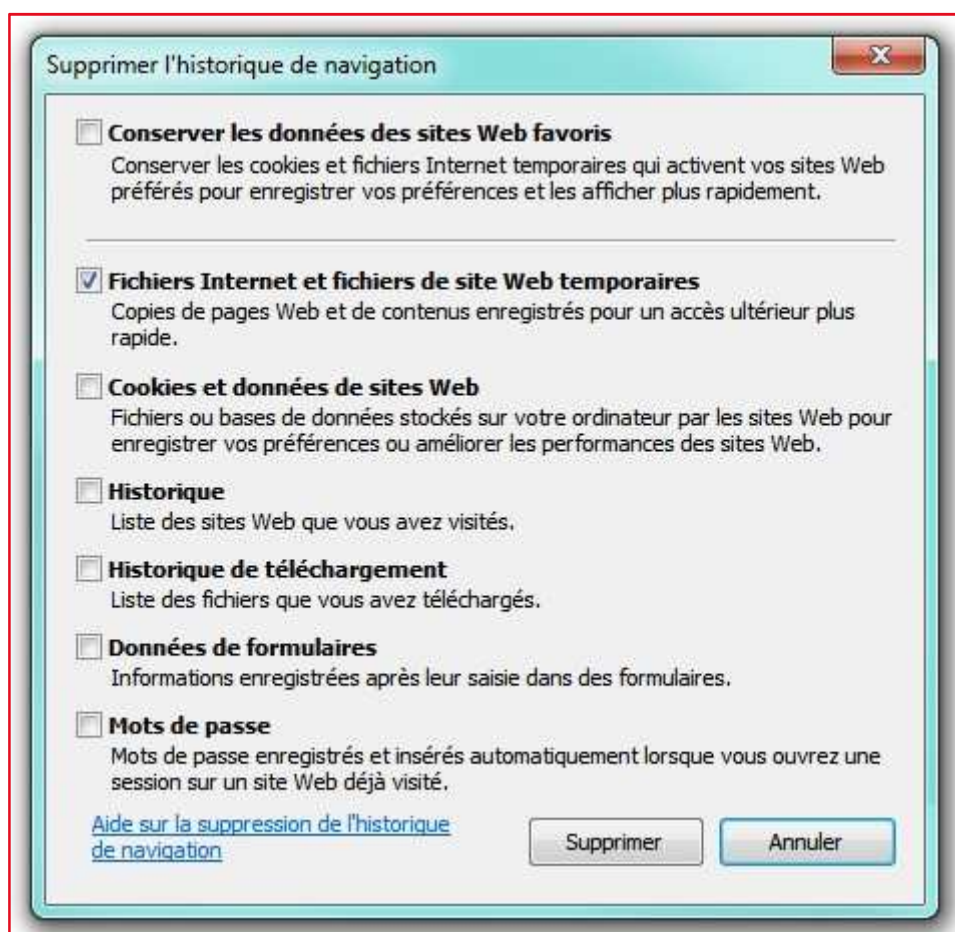 Supprimer l'historique de navigation
Conserver les données des sites Web favoris
Conserver les cookies et fichiers Internet temporaires qui activent vos sites Web
préférés pour enregistrer vos préférences et les afficher plus rapidement.
Fichiers Internet et fichiers de site Web temporaires
Copies de pages Web et de contenus enregistrés pour un accès ultérieur plus
rapide.
Cookies et données de sites Web
Fichiers ou bases de données stockés sur votre ordinateur par les sites Web pour
enregistrer vos préférences ou améliorer les performances des sites Web.
Historique
Liste des sites Web que vous avez visités.
Historique de téléchargement
Liste des fichiers que vous avez téléchargés.
Données de formulaires
Informations enregistrées après leur saisie dans des formulaires.
Mots de passe
Mots de passe enregistrés et insérés automatiquement lorsque vous ouvrez une
session sur un site Web déjà visité.
Aide sur la suppression de l'historique
de navigation
Supprimer
Annuler